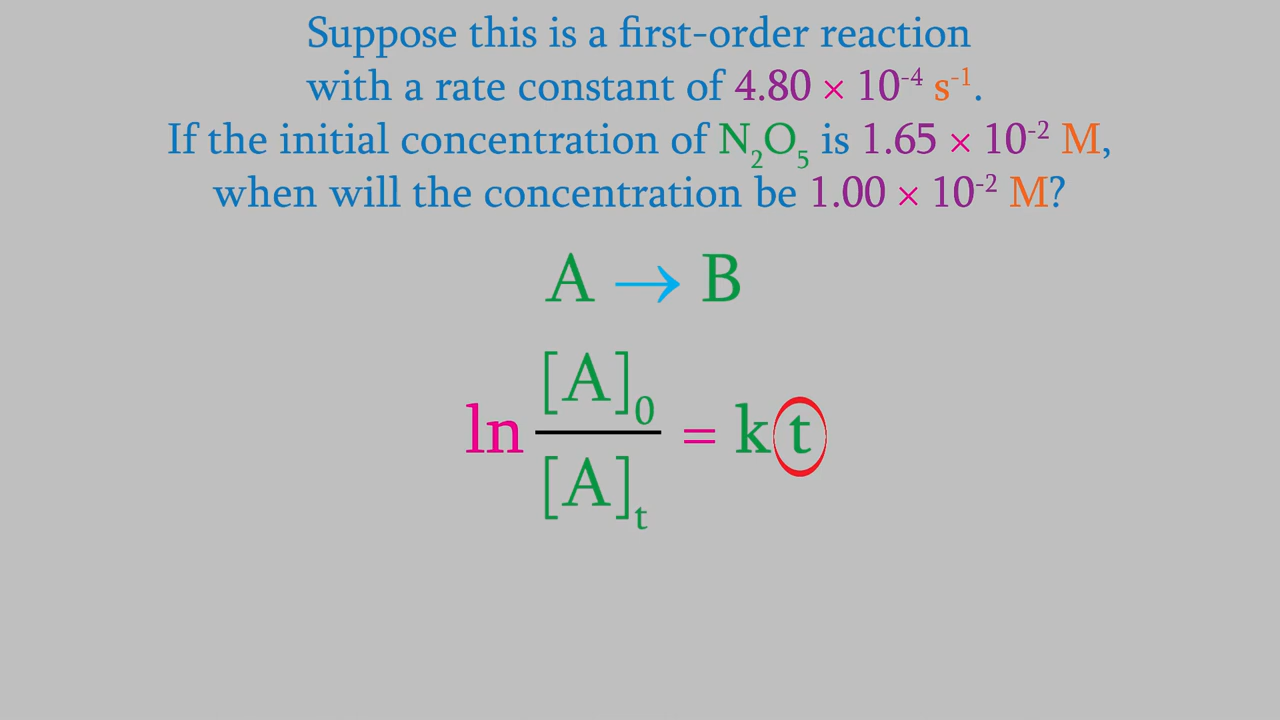 Suppose this is a first-order reaction
with a rate constant of 4.80 × 10⁻⁴ s⁻¹.
If the initial concentration of N₂O₅ is 1.65 × 10⁻² M,
when will the concentration be 1.00 × 10⁻² M?
A → B
ln [A]₀ / [A]ₜ = kt